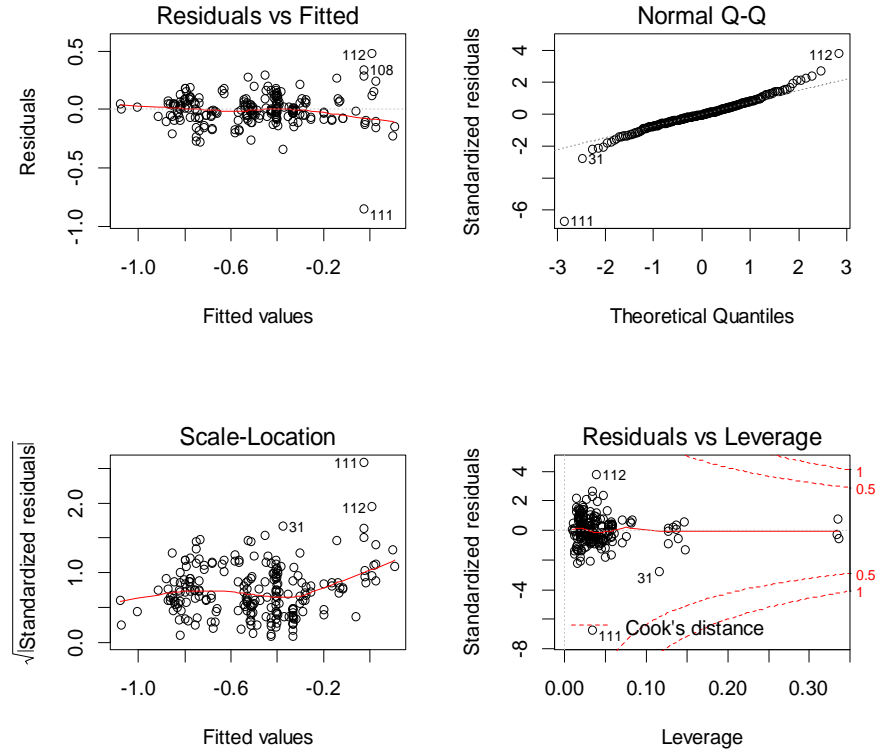 Residuals vs Fitted
Residuals
0.5
0.0
-0.5
-1.0
112
108
111
-1.0 -0.6 -0.2
Fitted values
Normal Q-Q
Standardized residuals
4
2
0
-2
-6
112
31
111
-3 -2 -1 0 1 2 3
Theoretical Quantiles
Scale-Location
√|Standardized residuals|
2.0
1.0
0.0
111
112
31
-1.0 -0.6 -0.2
Fitted values
Residuals vs Leverage
Standardized residuals
4
2
0
-4
-8
112
31
111
1
0.5
0.5
1
Cook's distance
0.00 0.10 0.20 0.30
Leverage